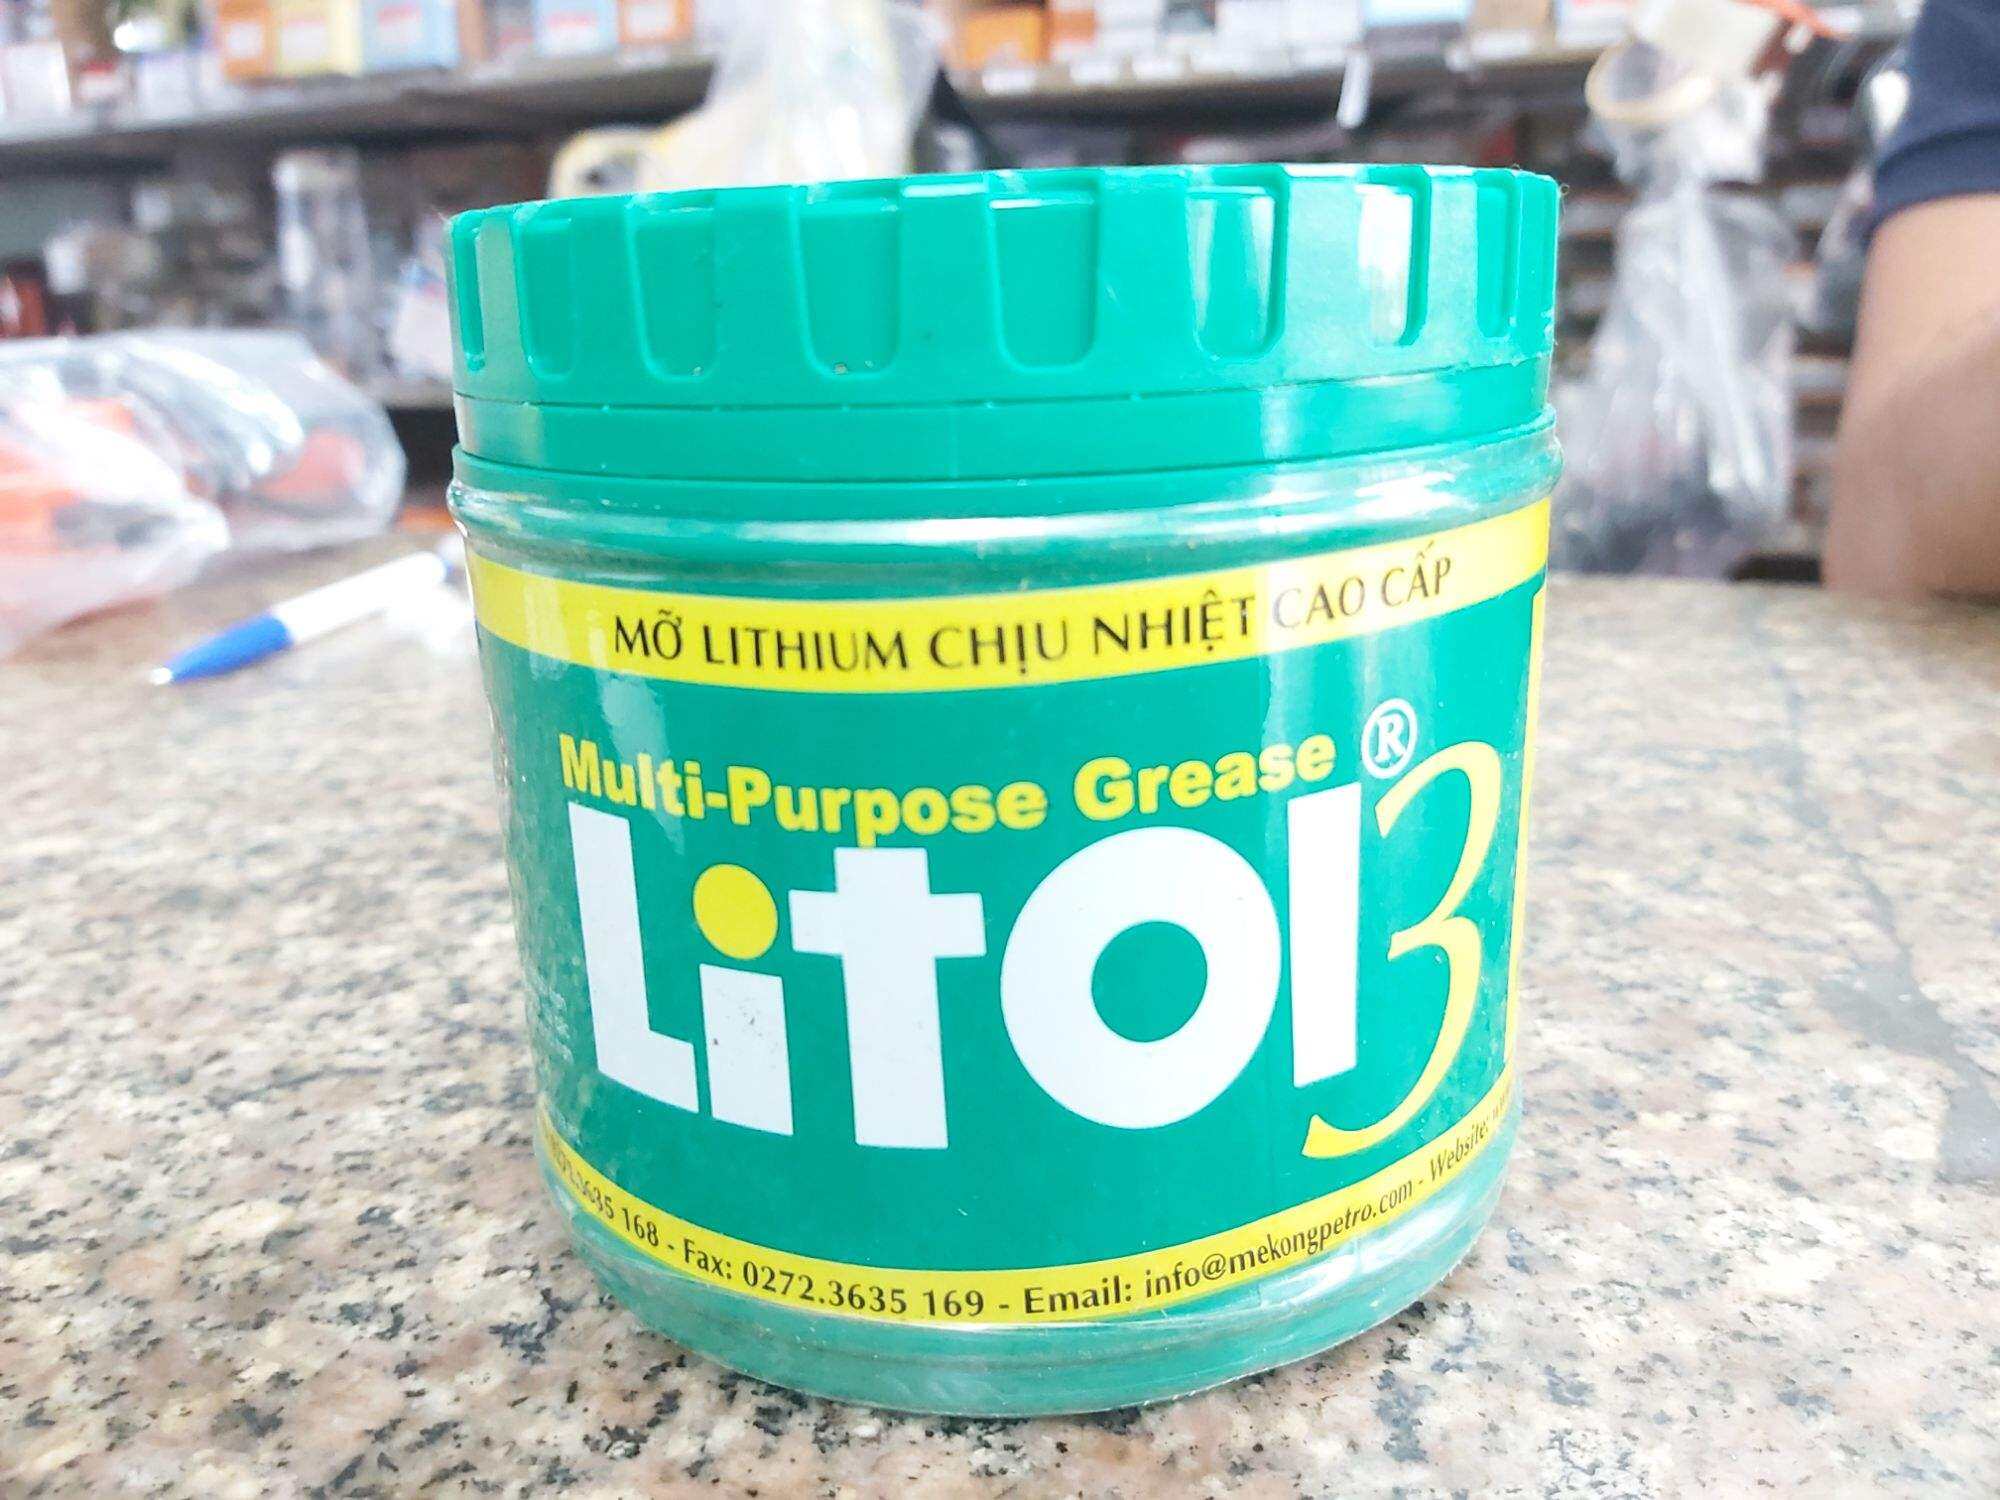 MỠ LITHIUM CHỊU NHIỆT CAO CẤP
Multi-Purpose Grease ®
Litol3
3635 168 - Fax: 0272.3635 169 - Email: info@mekongpetro.com - Website: